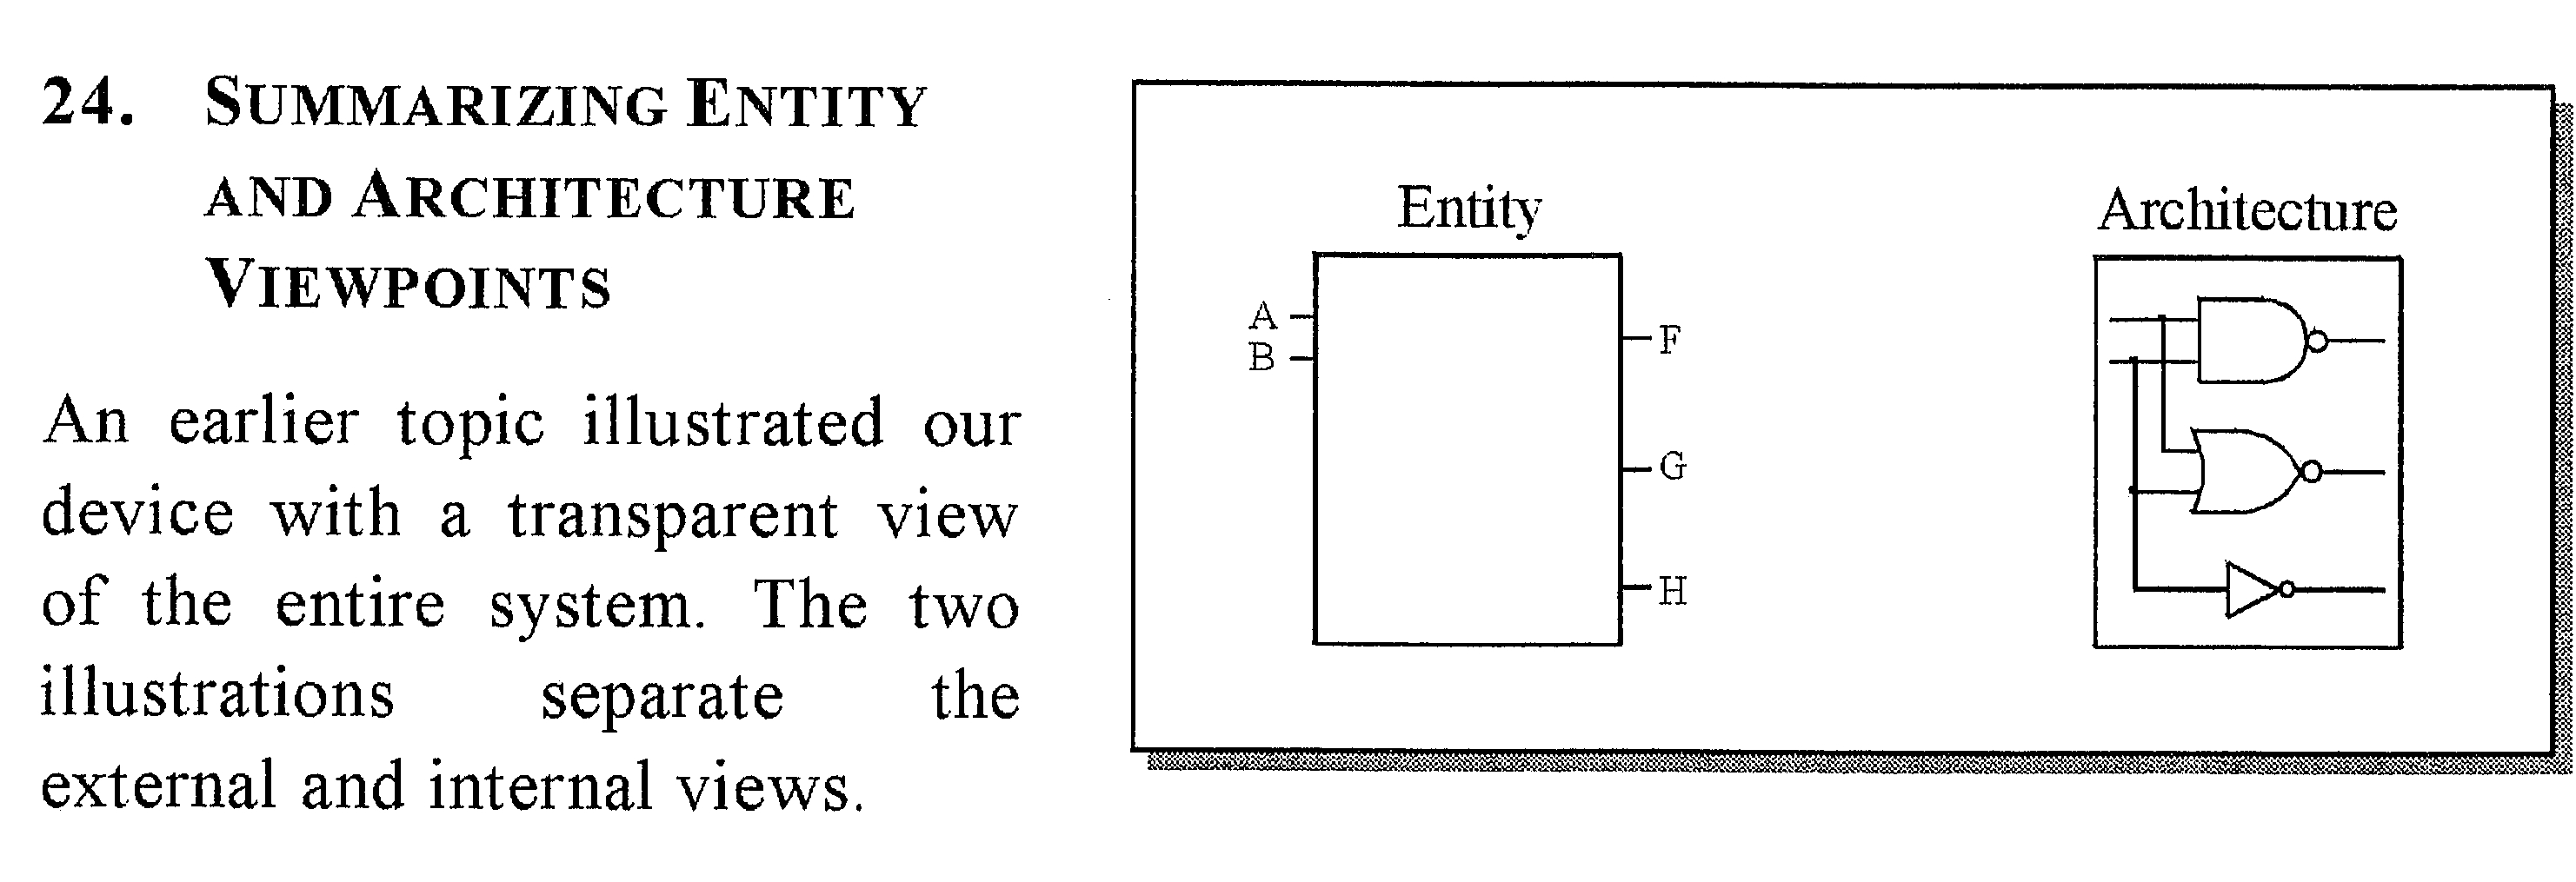 24. SUMMARIZING ENTITY
AND ARCHITECTURE
VIEWPOINTS
An earlier topic illustrated our
device with a transparent view
of the entire system. The two
illustrations separate the
external and internal views.
Entity
A
B
F
G
H
Architecture